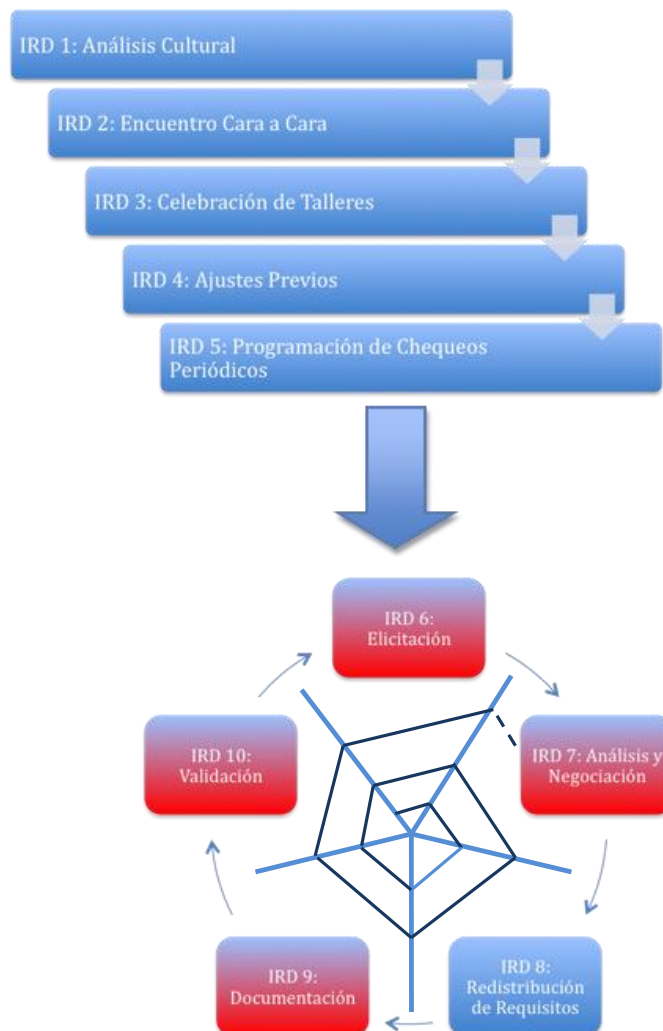 IRD 1: Análisis Cultural
IRD 2: Encuentro Cara a Cara
IRD 3: Celebración de Talleres
IRD 4: Ajustes Previos
IRD 5: Programación de Chequeos
Periódicos
IRD 6:
Elicitación
IRD 7: Análisis y
Negociación
IRD 8:
Redistribución
de Requisitos
IRD 9:
Documentación
IRD 10:
Validación